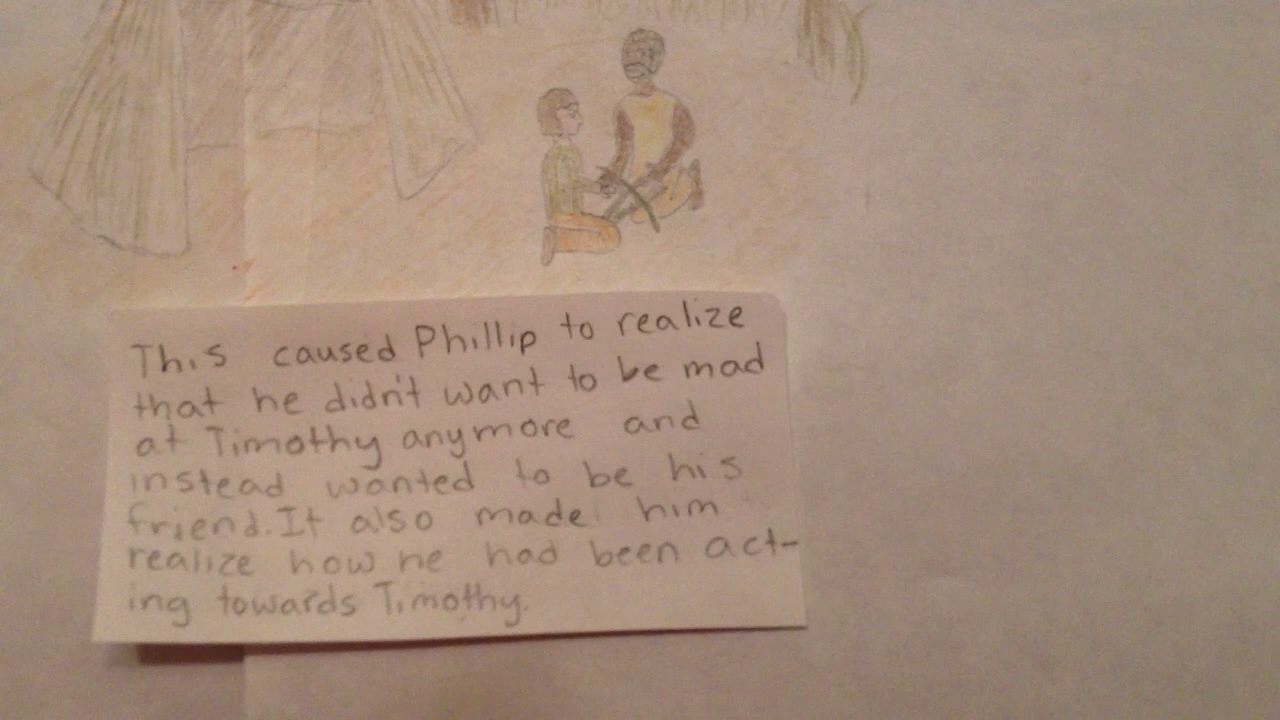 This caused Phillip to realize
that he didn't want to be mad
at Timothy anymore and
instead wanted to be his
friend. It also made him
realize how he had been act-
ing towards Timothy.